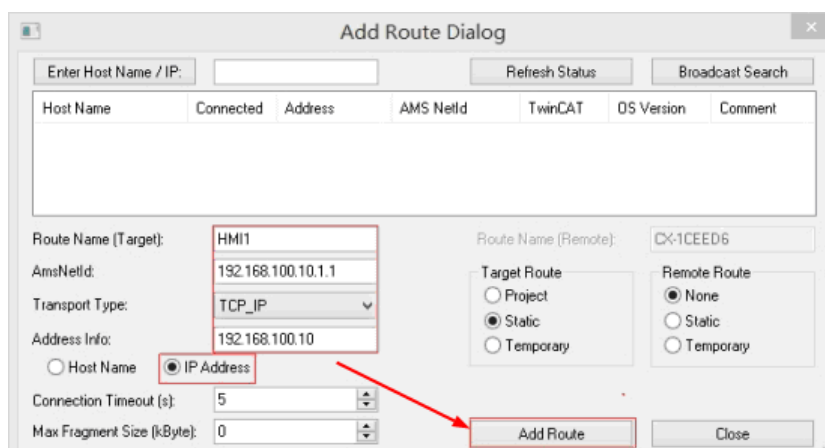 Add Route Dialog
Enter Host Name / IP:
Refresh Status
Broadcast Search
Host Name Connected Address AMS NetId TwinCAT OS Version Comment
Route Name (Target): HMI1 Route Name (Remote): CX-1CEED6
AmsNetId: 192.168.100.10.1.1
Target Route Remote Route
Transport Type: TCP_IP
Project None
Address Info: 192.168.100.10
Static Static
Host Name IP Address
Temporary Temporary
Connection Timeout (s): 5
Max Fragment Size (kByte): 0
Add Route Close